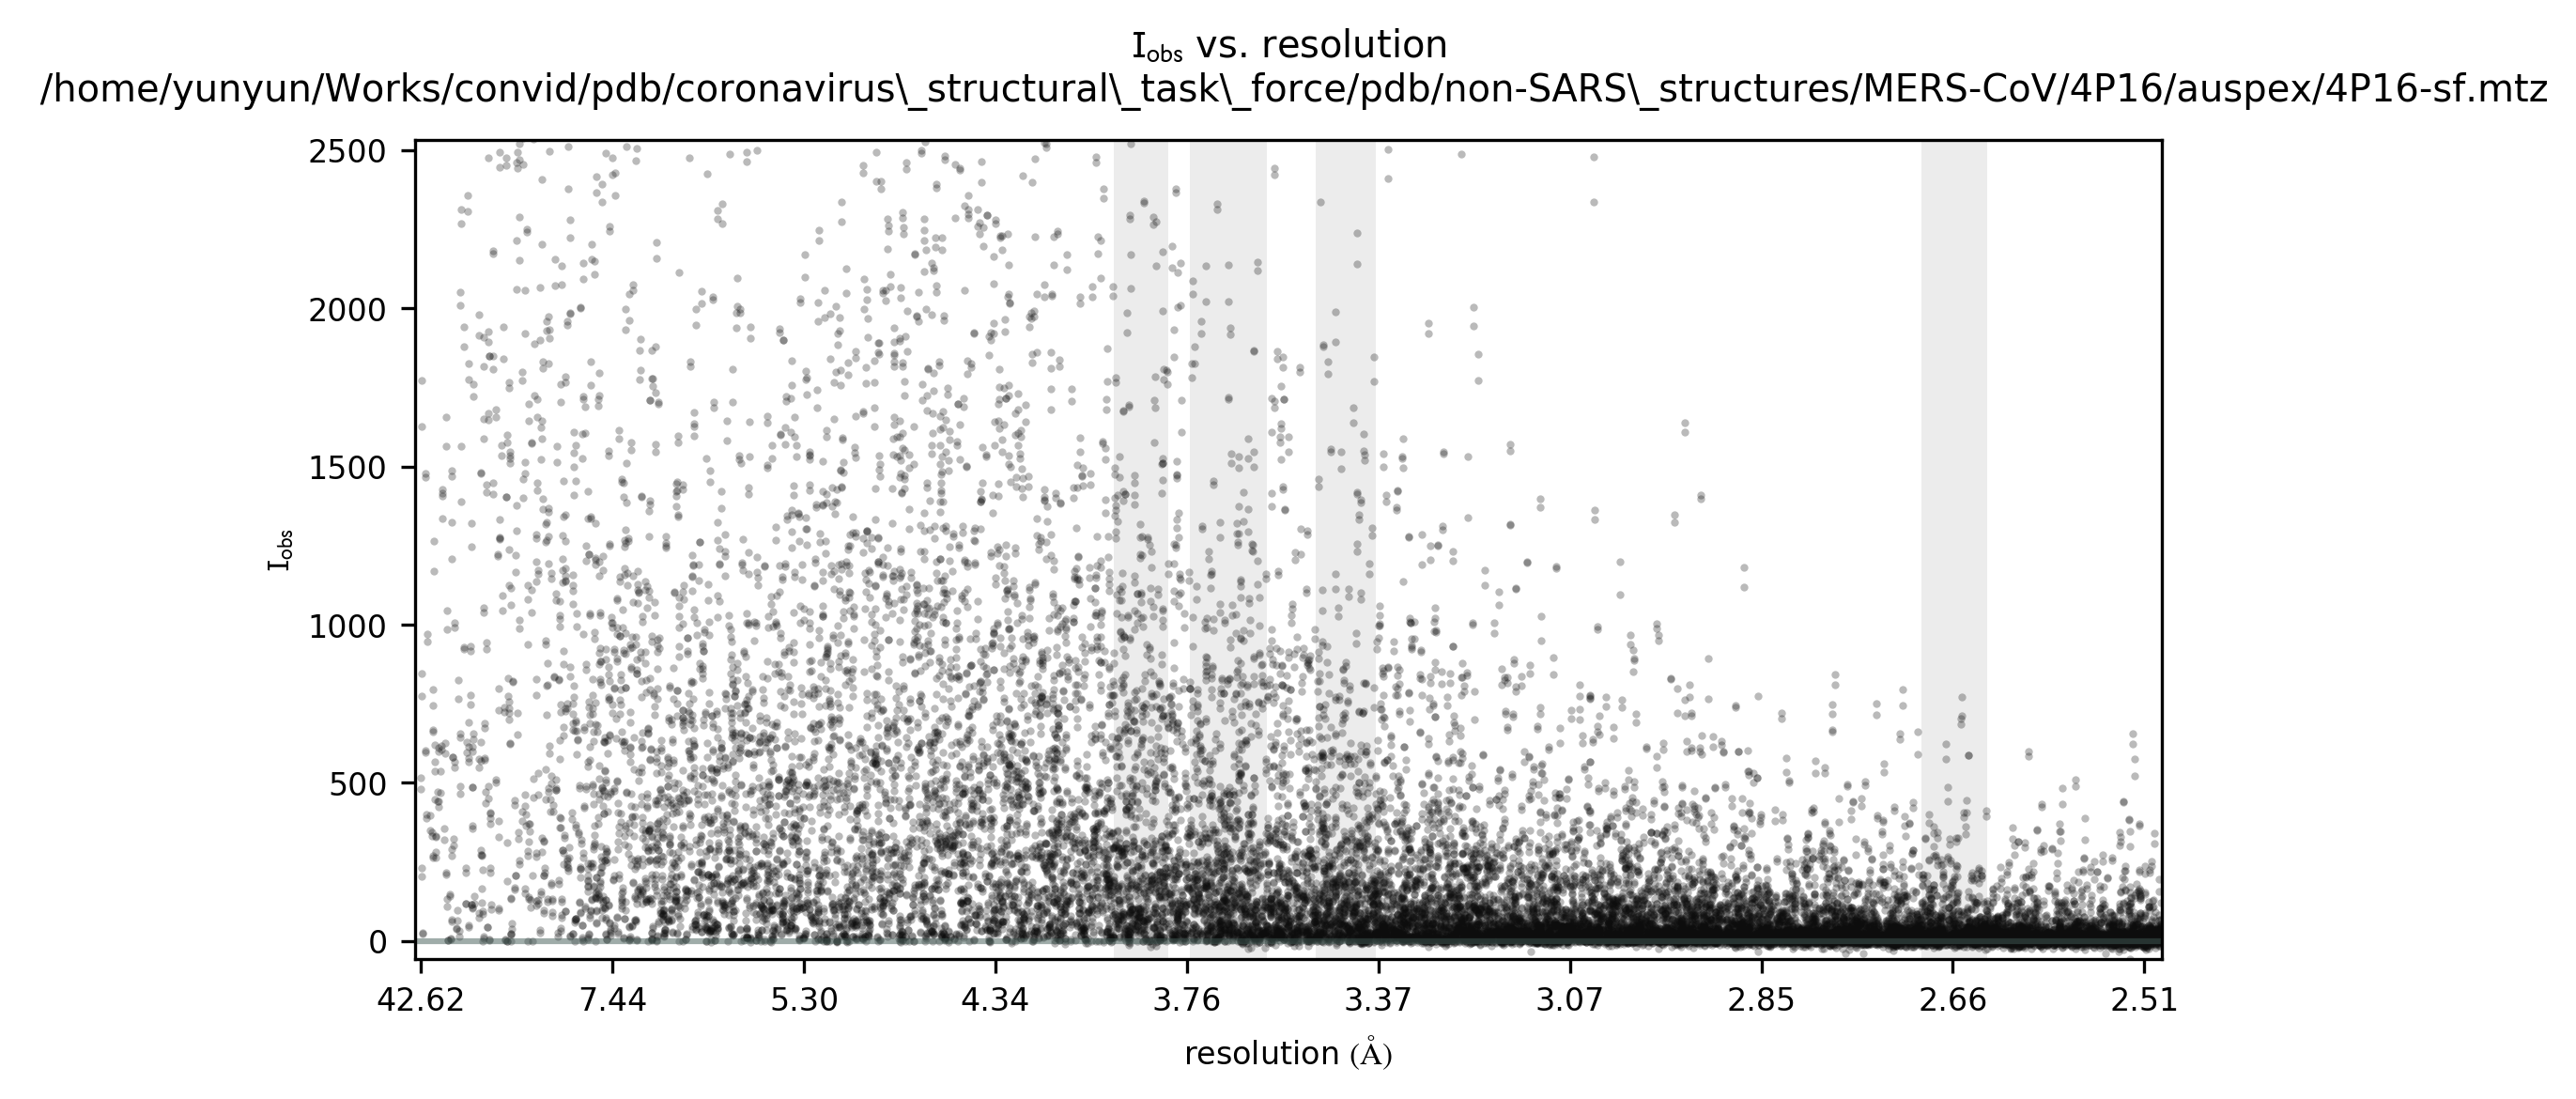 I_obs vs. resolution
/home/yunyun/Works/convid/pdb/coronavirus\_structural\_task\_force/pdb/non-SARS\_structures/MERS-CoV/4P16/auspex/4P16-sf.mtz
2500
2000
1500
1000
500
0
I_obs
42.62 7.44 5.30 4.34 3.76 3.37 3.07 2.85 2.66 2.51
resolution (Å)